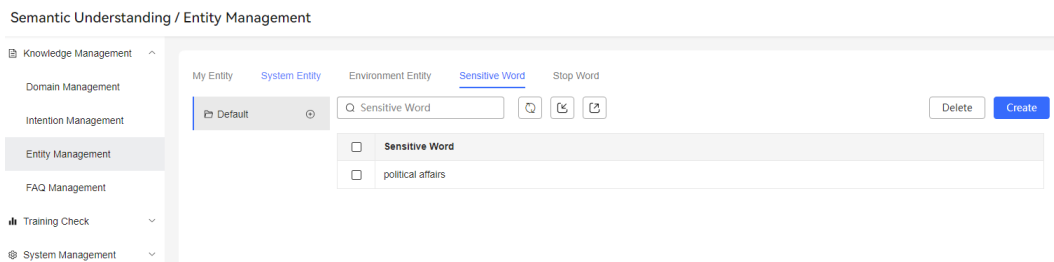 Semantic Understanding / Entity Management
Knowledge Management
Domain Management
Intention Management
Entity Management
FAQ Management
Training Check
System Management
My Entity System Entity Environment Entity Sensitive Word Stop Word
Default
Sensitive Word
Delete Create
Sensitive Word
political affairs